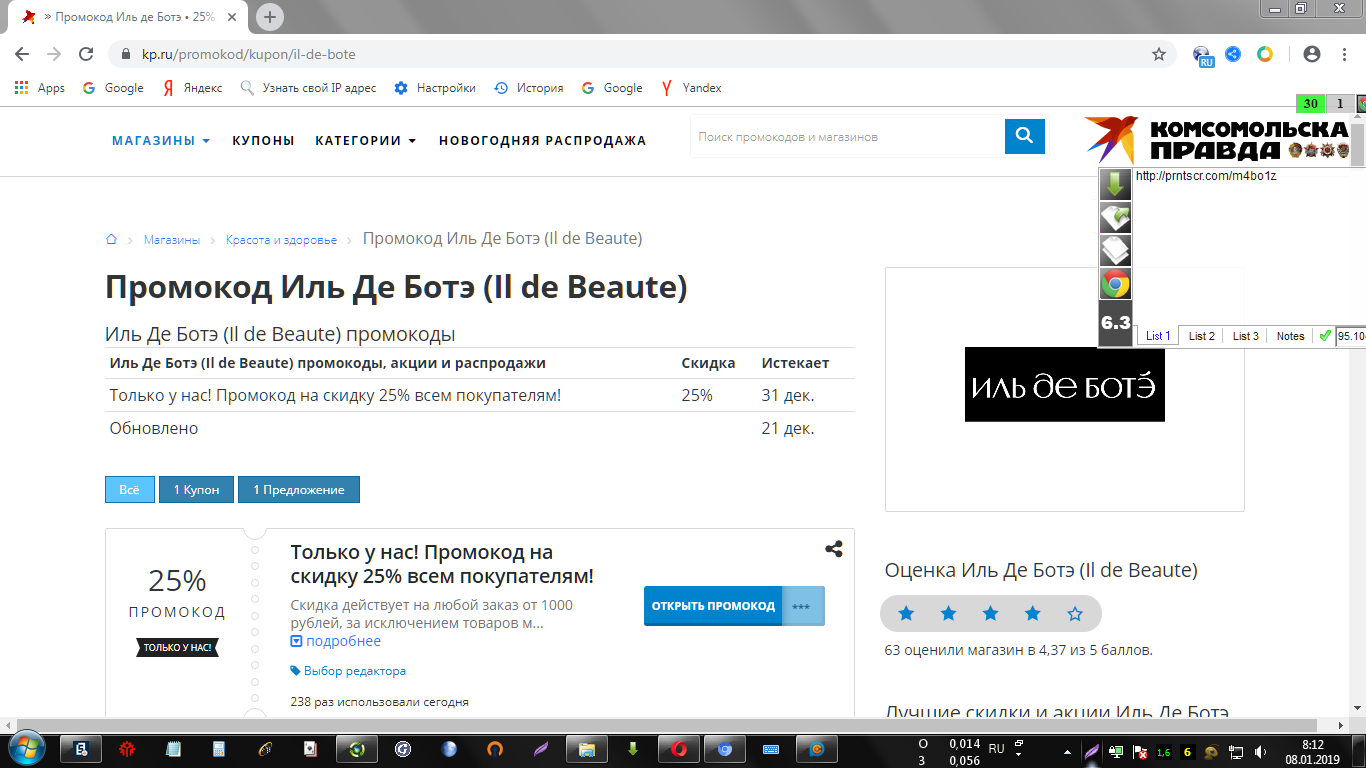 » Промокод Иль де Ботэ • 25%
kp.ru/promokod/kupon/il-de-bote
RU
Apps
Google
Яндекс
Узнать свой IP адрес
Настройки
История
Google
Yandex
30 1
МАГАЗИНЫ КУПОНЫ КАТЕГОРИИ НОВОГОДНЯЯ РАСПРОДАЖА
Поиск промокодов и магазинов
КОМСОМОЛЬСКА
ПРАВДА
http://prntscr.com/m4bo1z
6.3
List 1 List 2 List 3 Notes 95.10
Магазины > Красота и здоровье > Промокод Иль Де Ботэ (Il de Beaute)
Промокод Иль Де Ботэ (Il de Beaute)
Иль Де Ботэ (Il de Beaute) промокоды
Иль Де Ботэ (Il de Beaute) промокоды, акции и распродажи Скидка Истекает
Только у нас! Промокод на скидку 25% всем покупателям! 25% 31 дек.
Обновлено 21 дек.
ИЛЬ ДЕ БОТЭ
Всё
1 Купон
1 Предложение
25%
ПРОМОКОД
ТОЛЬКО У НАС!
Только у нас! Промокод на
скидку 25% всем покупателям!
Скидка действует на любой заказ от 1000
рублей, за исключением товаров м...
подробнее
Выбор редактора
238 раз использовали сегодня
ОТКРЫТЬ ПРОМОКОД ***
Оценка Иль Де Ботэ (Il de Beaute)
63 оценили магазин в 4,37 из 5 баллов.
Лучшие скидки и акции Иль Де Ботэ
О 0,014
З 0,056
RU
1,6
6
8:12
08.01.2019